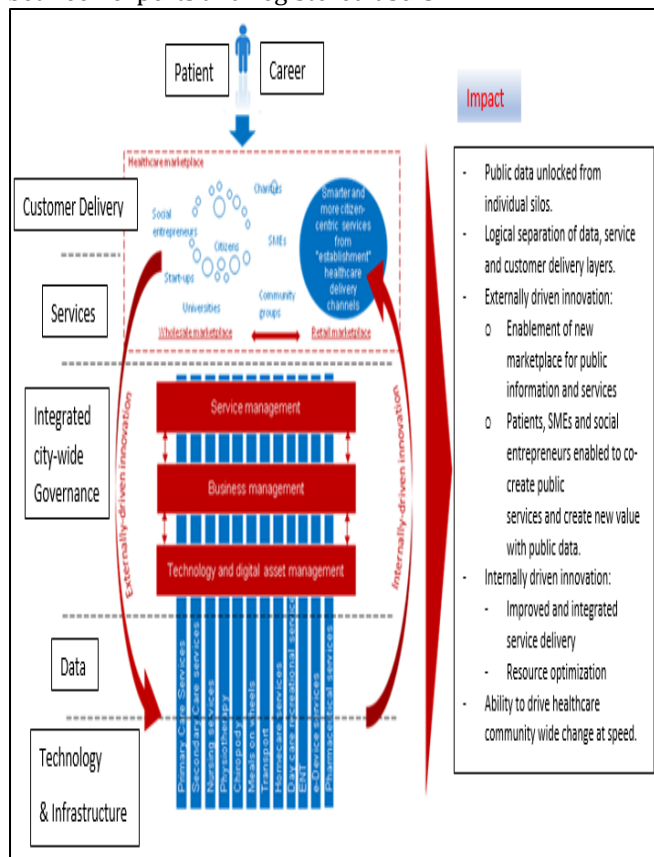 Patient
Career
Healthcare marketplace
Customer Delivery
Services
Integrated
city-wide
Governance
Data
Technology
& Infrastructure
Social
entrepreneurs
Charities
Citizens
SMEs
Start-ups
Universities
Community
groups
Wholesale marketplace
Retail marketplace
Smarter and
more citizen-
centric services
from
"establishment"
healthcare
delivery
channels
Externally-driven innovation
Internally-driven innovation
Service management
Business management
Technology and digital asset management
Primary Care Services
Secondary Care services
Nursing services
Physiotherapy
Chiropody
Meals on wheels
Transport
Homecare services
Day care recreational service
ENT
e-Device services
Pharmaceutical services
Impact
- Public data unlocked from
individual silos.
- Logical separation of data, service
and customer delivery layers.
- Externally driven innovation:
o Enablement of new
marketplace for public
information and services
o Patients, SMEs and social
entrepreneurs enabled to co-
create public
services and create new value
with public data.
- Internally driven innovation:
- Improved and integrated
service delivery
- Resource optimization
- Ability to drive healthcare
community wide change at speed.